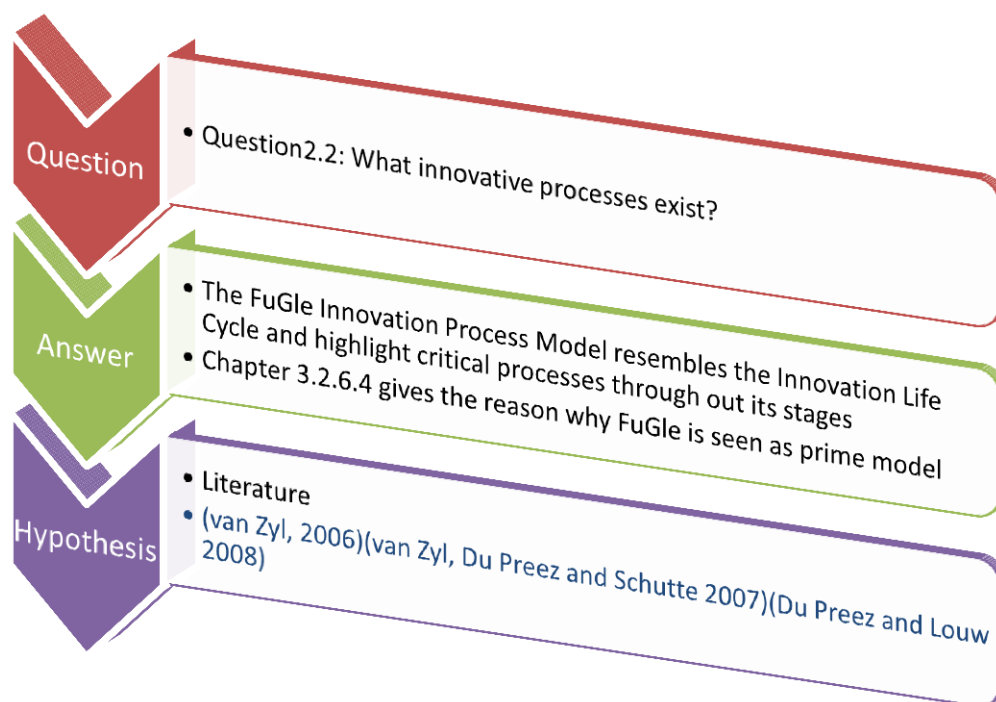 Question
• Question2.2: What innovative processes exist?
Answer
• The FuGle Innovation Process Model resembles the Innovation Life
Cycle and highlight critical processes through out its stages
• Chapter 3.2.6.4 gives the reason why FuGle is seen as prime model
Hypothesis
• Literature
• (van Zyl, 2006)(van Zyl, Du Preez and Schutte 2007)(Du Preez and Louw
2008)